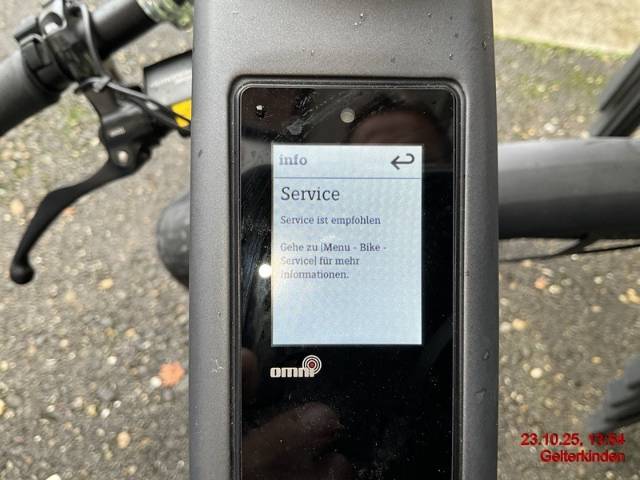 info
Service
Service ist empfohlen
Gehe zu [Menu - Bike -
Service] für mehr
Informationen.
omni
23.10.25, 13:54
Gelterkinden